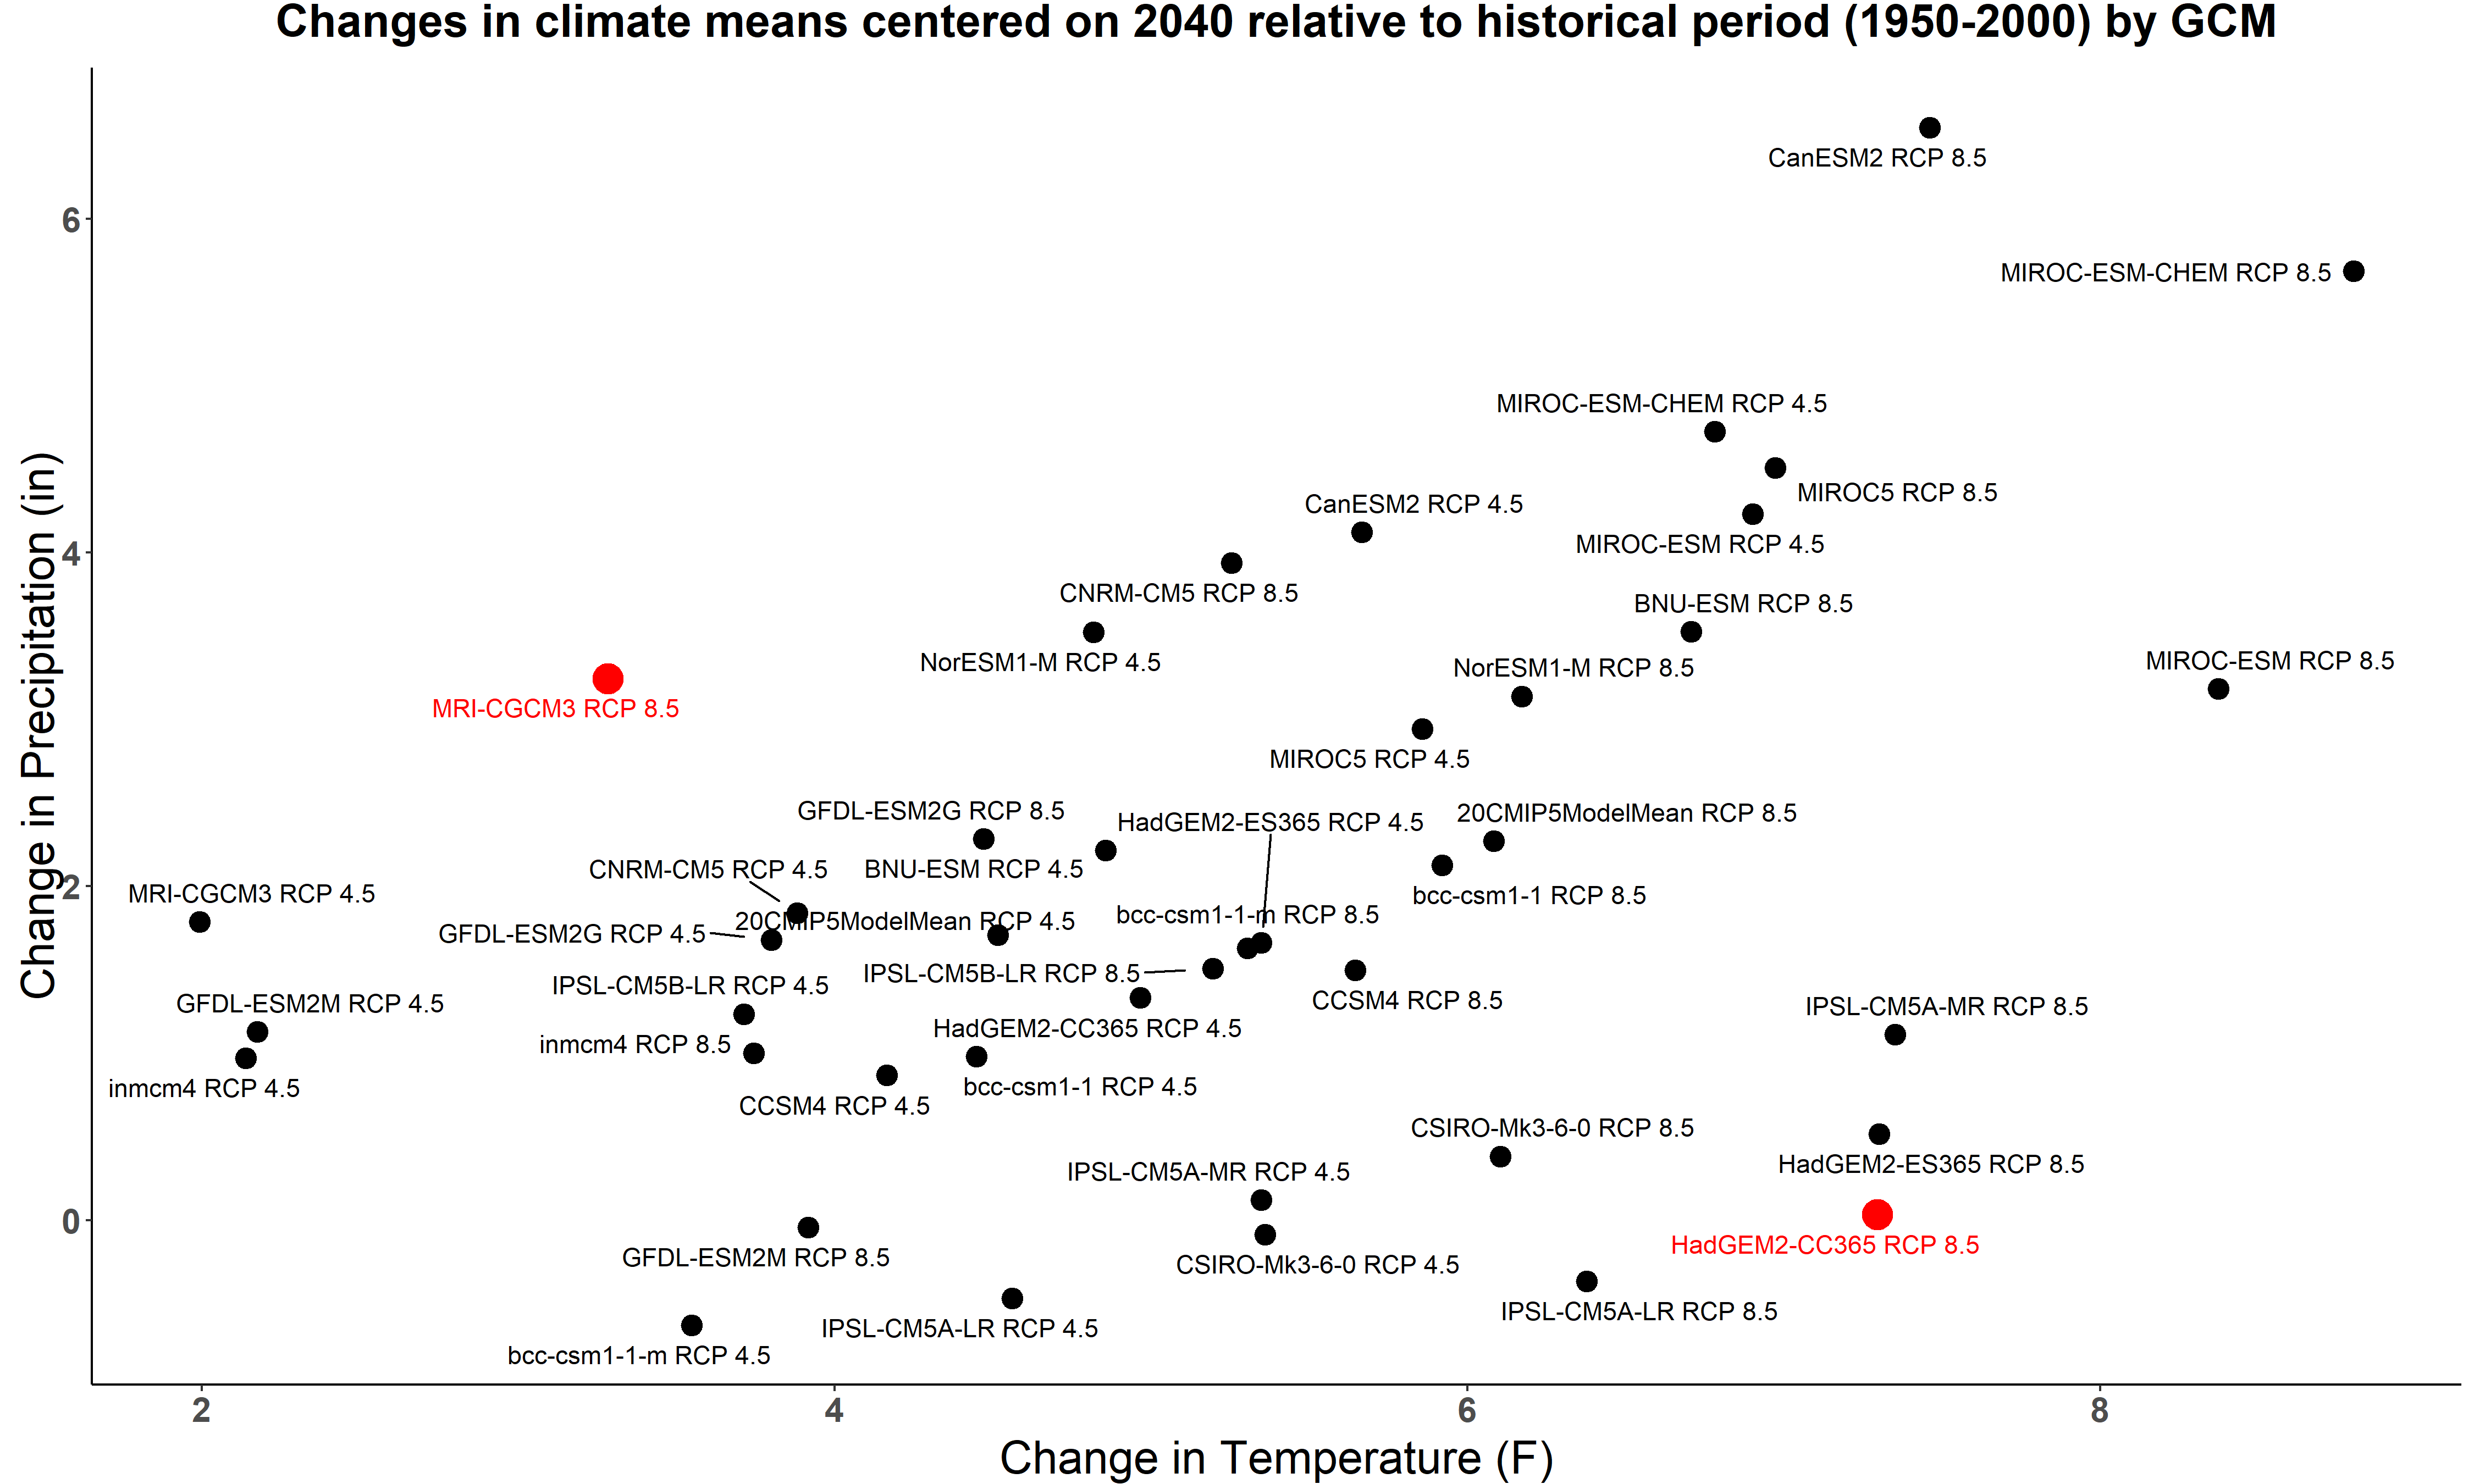 Changes in climate means centered on 2040 relative to historical period (1950-2000) by GCM
CanESM2 RCP 8.5
6
MIROC-ESM-CHEM RCP 8.5
MIROC-ESM-CHEM RCP 4.5
MIROC5 RCP 8.5
CanESM2 RCP 4.5
MIROC-ESM RCP 4.5
4
CNRM-CM5 RCP 8.5
BNU-ESM RCP 8.5
NorESM1-M RCP 4.5
MIROC-ESM RCP 8.5
NorESM1-M RCP 8.5
MRI-CGCM3 RCP 8.5
Change in Precipitation (in)
MIROC5 RCP 4.5
GFDL-ESM2G RCP 8.5
20CMIP5ModelMean RCP 8.5
HadGEM2-ES365 RCP 4.5
CNRM-CM5 RCP 4.5
BNU-ESM RCP 4.5
2
MRI-CGCM3 RCP 4.5
bcc-csm1-1 RCP 8.5
bcc-csm1-1-m RCP 8.5
20CMIP5ModelMean RCP 4.5
GFDL-ESM2G RCP 4.5
IPSL-CM5B-LR RCP 8.5
IPSL-CM5B-LR RCP 4.5
CCSM4 RCP 8.5
GFDL-ESM2M RCP 4.5
IPSL-CM5A-MR RCP 8.5
HadGEM2-CC365 RCP 4.5
inmcm4 RCP 8.5
inmcm4 RCP 4.5
bcc-csm1-1 RCP 4.5
CCSM4 RCP 4.5
CSIRO-Mk3-6-0 RCP 8.5
HadGEM2-ES365 RCP 8.5
IPSL-CM5A-MR RCP 4.5
0
HadGEM2-CC365 RCP 8.5
GFDL-ESM2M RCP 8.5
CSIRO-Mk3-6-0 RCP 4.5
IPSL-CM5A-LR RCP 8.5
IPSL-CM5A-LR RCP 4.5
bcc-csm1-1-m RCP 4.5
2
4
6
8
Change in Temperature (F)